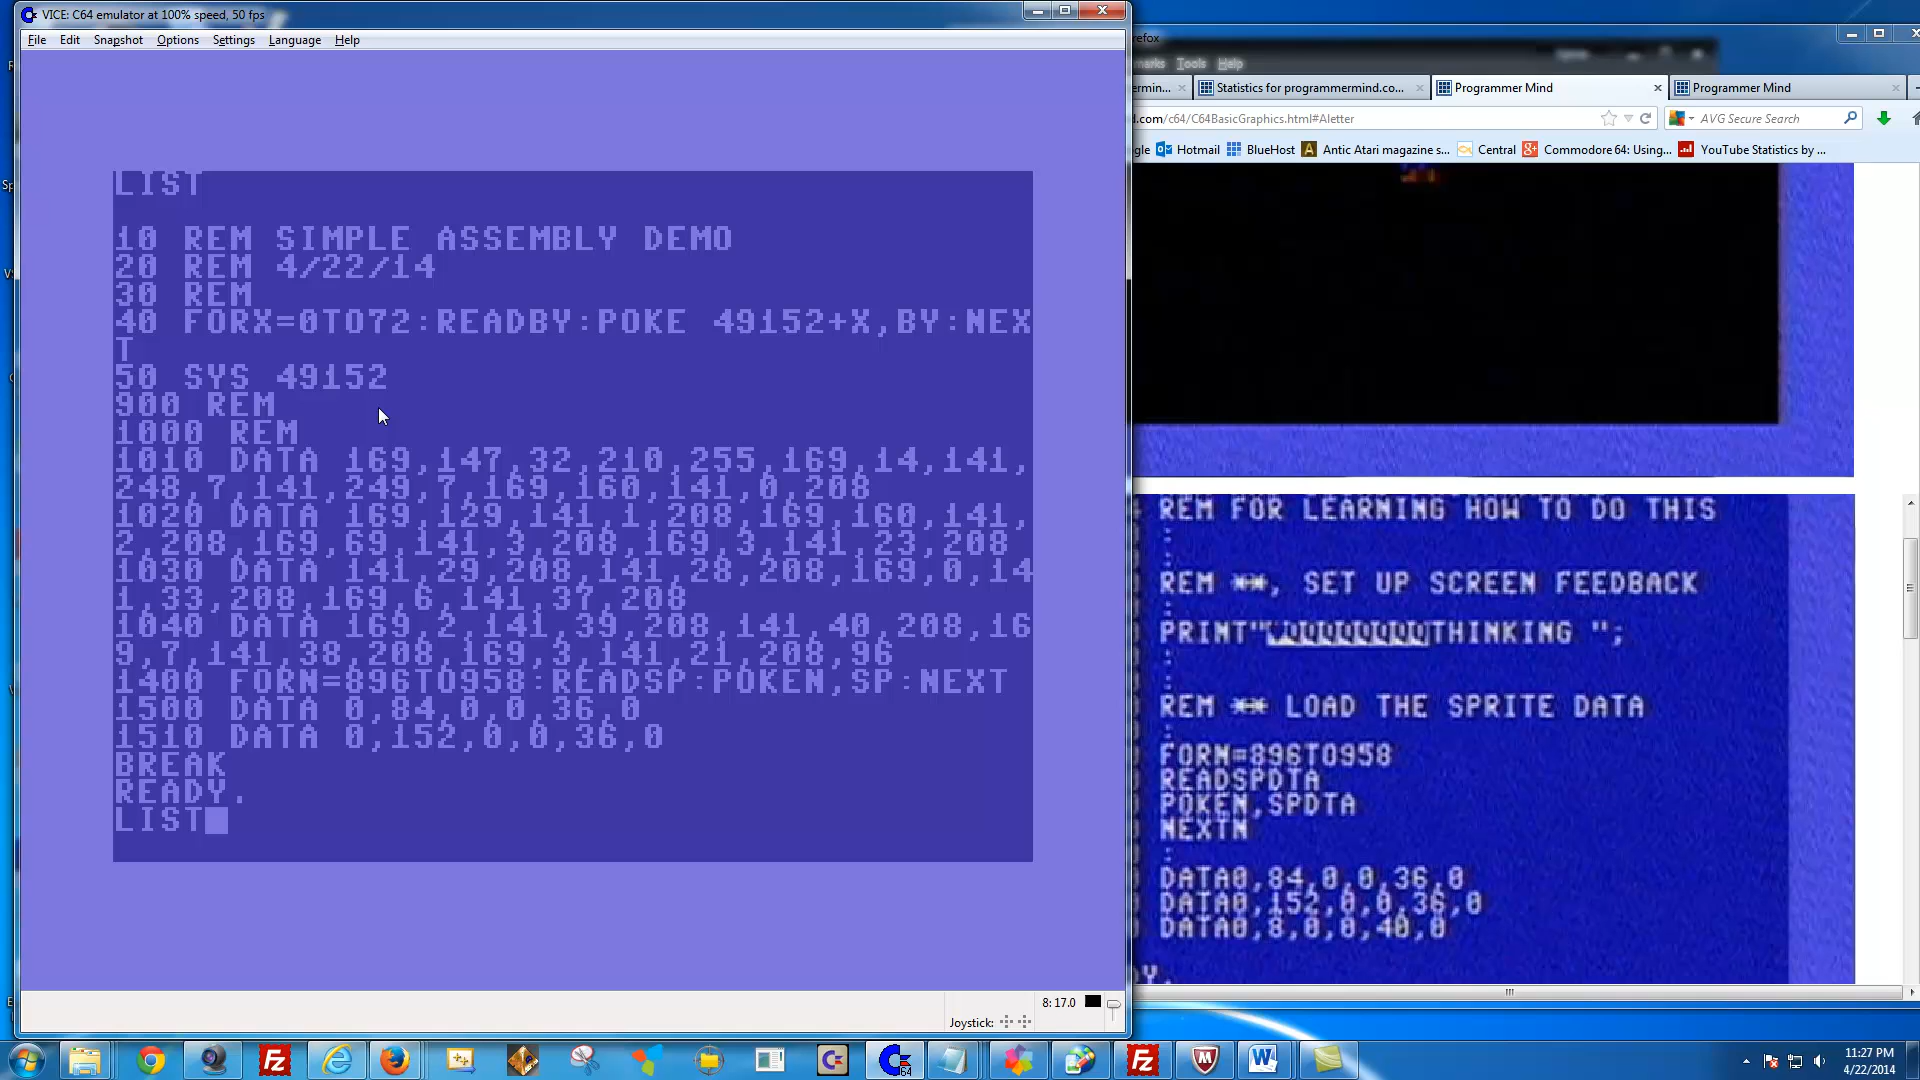 VICE: C64 emulator at 100% speed, 50 fps
File Edit Snapshot Options Settings Language Help
LIST
10 REM SIMPLE ASSEMBLY DEMO
20 REM 4/22/14
30 REM
40 FORX=0TO72:READBY:POKE 49152+X,BY:NEX
T
50 SYS 49152
900 REM
1000 REM
1010 DATA 169,147,32,210,255,169,14,141,
248,7,141,249,7,169,160,141,0,208
1020 DATA 169,129,141,1,208,169,160,141,
2,208,169,69,141,3,208,169,3,141,23,208
1030 DATA 141,29,208,141,28,208,169,0,14
1,33,208,169,6,141,37,208
1040 DATA 169,2,141,39,208,141,40,208,16
9,7,141,38,208,169,3,141,21,208,96
1400 FORN=896TO958:READSP:POKEN,SP:NEXT
1500 DATA 0,84,0,0,36,0
1510 DATA 0,152,0,0,36,0
BREAK
READY.
LIST
8: 17.0
Joystick:
refox
marks Tools Help
ermin... Statistics for programmermind.co... Programmer Mind Programmer Mind
d.com/c64/C64BasicGraphics.html#Aletter AVG Secure Search
gle Hotmail BlueHost Antic Atari magazine s... Central Commodore 64: Using... YouTube Statistics by ...
REM FOR LEARNING HOW TO DO THIS
:
REM **, SET UP SCREEN FEEDBACK
:
THINKING ";
:
REM ** LOAD THE SPRITE DATA
:
FORN=896TO958
READSPDTA
POKEN,SPDTA
NEXTN
:
DATA0,84,0,0,36,0
DATA0,152,0,0,36,0
DATA0,8,0,0,40,0
DY.
11:27 PM
4/22/2014